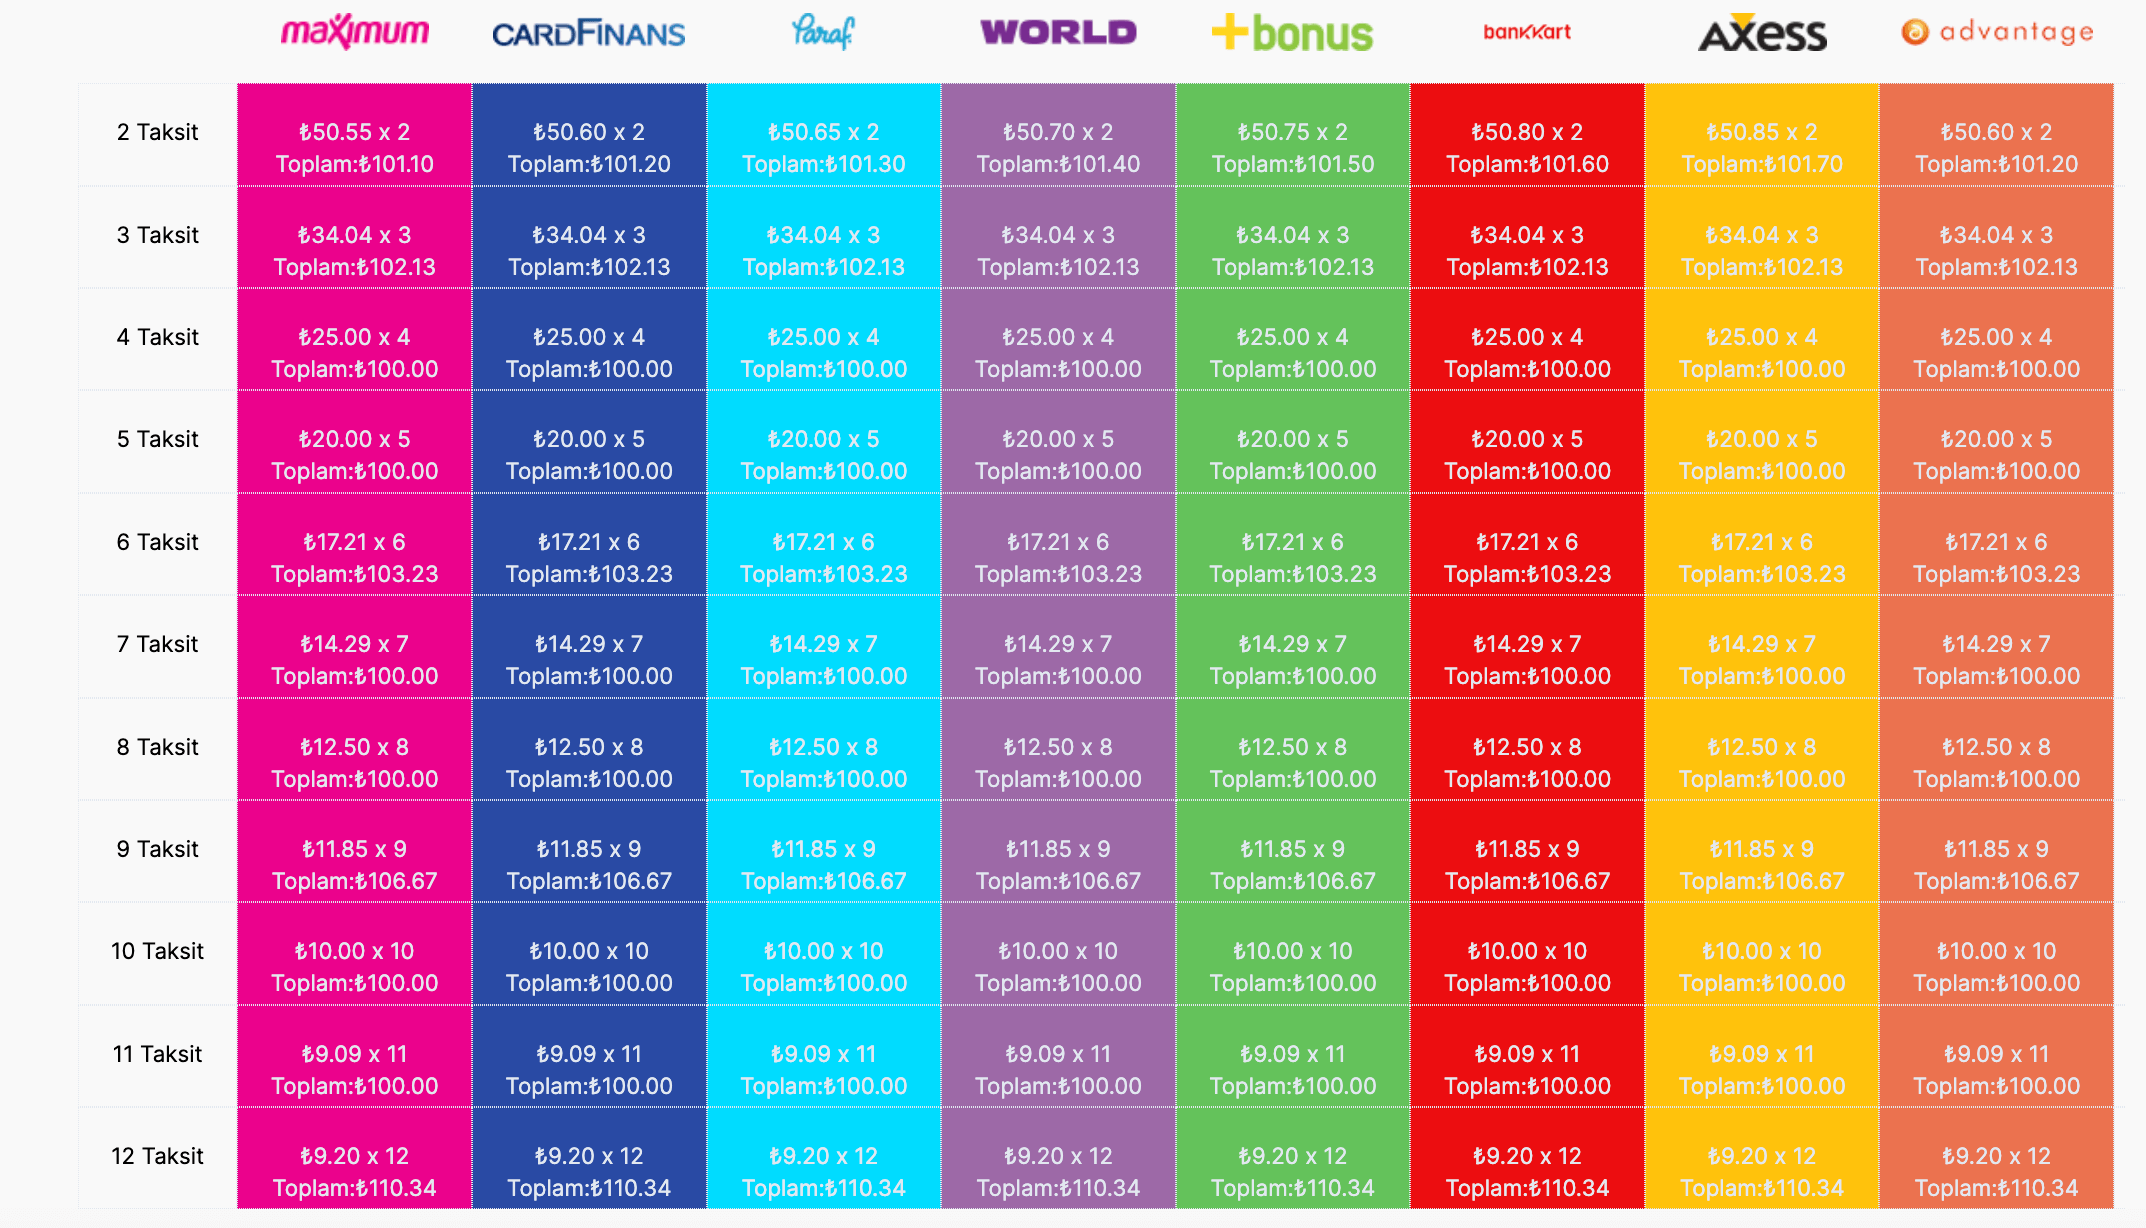 maximum CARDFINANS Paraf WORLD +bonus bankkart AXess advantage
2 Taksit ₺50.55 x 2 ₺50.60 x 2 ₺50.65 x 2 ₺50.70 x 2 ₺50.75 x 2 ₺50.80 x 2 ₺50.85 x 2 ₺50.60 x 2
Toplam:₺101.10 Toplam:₺101.20 Toplam:₺101.30 Toplam:₺101.40 Toplam:₺101.50 Toplam:₺101.60 Toplam:₺101.70 Toplam:₺101.20
3 Taksit ₺34.04 x 3 ₺34.04 x 3 ₺34.04 x 3 ₺34.04 x 3 ₺34.04 x 3 ₺34.04 x 3 ₺34.04 x 3 ₺34.04 x 3
Toplam:₺102.13 Toplam:₺102.13 Toplam:₺102.13 Toplam:₺102.13 Toplam:₺102.13 Toplam:₺102.13 Toplam:₺102.13 Toplam:₺102.13
4 Taksit ₺25.00 x 4 ₺25.00 x 4 ₺25.00 x 4 ₺25.00 x 4 ₺25.00 x 4 ₺25.00 x 4 ₺25.00 x 4 ₺25.00 x 4
Toplam:₺100.00 Toplam:₺100.00 Toplam:₺100.00 Toplam:₺100.00 Toplam:₺100.00 Toplam:₺100.00 Toplam:₺100.00 Toplam:₺100.00
5 Taksit ₺20.00 x 5 ₺20.00 x 5 ₺20.00 x 5 ₺20.00 x 5 ₺20.00 x 5 ₺20.00 x 5 ₺20.00 x 5 ₺20.00 x 5
Toplam:₺100.00 Toplam:₺100.00 Toplam:₺100.00 Toplam:₺100.00 Toplam:₺100.00 Toplam:₺100.00 Toplam:₺100.00 Toplam:₺100.00
6 Taksit ₺17.21 x 6 ₺17.21 x 6 ₺17.21 x 6 ₺17.21 x 6 ₺17.21 x 6 ₺17.21 x 6 ₺17.21 x 6 ₺17.21 x 6
Toplam:₺103.23 Toplam:₺103.23 Toplam:₺103.23 Toplam:₺103.23 Toplam:₺103.23 Toplam:₺103.23 Toplam:₺103.23 Toplam:₺103.23
7 Taksit ₺14.29 x 7 ₺14.29 x 7 ₺14.29 x 7 ₺14.29 x 7 ₺14.29 x 7 ₺14.29 x 7 ₺14.29 x 7 ₺14.29 x 7
Toplam:₺100.00 Toplam:₺100.00 Toplam:₺100.00 Toplam:₺100.00 Toplam:₺100.00 Toplam:₺100.00 Toplam:₺100.00 Toplam:₺100.00
8 Taksit ₺12.50 x 8 ₺12.50 x 8 ₺12.50 x 8 ₺12.50 x 8 ₺12.50 x 8 ₺12.50 x 8 ₺12.50 x 8 ₺12.50 x 8
Toplam:₺100.00 Toplam:₺100.00 Toplam:₺100.00 Toplam:₺100.00 Toplam:₺100.00 Toplam:₺100.00 Toplam:₺100.00 Toplam:₺100.00
9 Taksit ₺11.85 x 9 ₺11.85 x 9 ₺11.85 x 9 ₺11.85 x 9 ₺11.85 x 9 ₺11.85 x 9 ₺11.85 x 9 ₺11.85 x 9
Toplam:₺106.67 Toplam:₺106.67 Toplam:₺106.67 Toplam:₺106.67 Toplam:₺106.67 Toplam:₺106.67 Toplam:₺106.67 Toplam:₺106.67
10 Taksit ₺10.00 x 10 ₺10.00 x 10 ₺10.00 x 10 ₺10.00 x 10 ₺10.00 x 10 ₺10.00 x 10 ₺10.00 x 10 ₺10.00 x 10
Toplam:₺100.00 Toplam:₺100.00 Toplam:₺100.00 Toplam:₺100.00 Toplam:₺100.00 Toplam:₺100.00 Toplam:₺100.00 Toplam:₺100.00
11 Taksit ₺9.09 x 11 ₺9.09 x 11 ₺9.09 x 11 ₺9.09 x 11 ₺9.09 x 11 ₺9.09 x 11 ₺9.09 x 11 ₺9.09 x 11
Toplam:₺100.00 Toplam:₺100.00 Toplam:₺100.00 Toplam:₺100.00 Toplam:₺100.00 Toplam:₺100.00 Toplam:₺100.00 Toplam:₺100.00
12 Taksit ₺9.20 x 12 ₺9.20 x 12 ₺9.20 x 12 ₺9.20 x 12 ₺9.20 x 12 ₺9.20 x 12 ₺9.20 x 12 ₺9.20 x 12
Toplam:₺110.34 Toplam:₺110.34 Toplam:₺110.34 Toplam:₺110.34 Toplam:₺110.34 Toplam:₺110.34 Toplam:₺110.34 Toplam:₺110.34